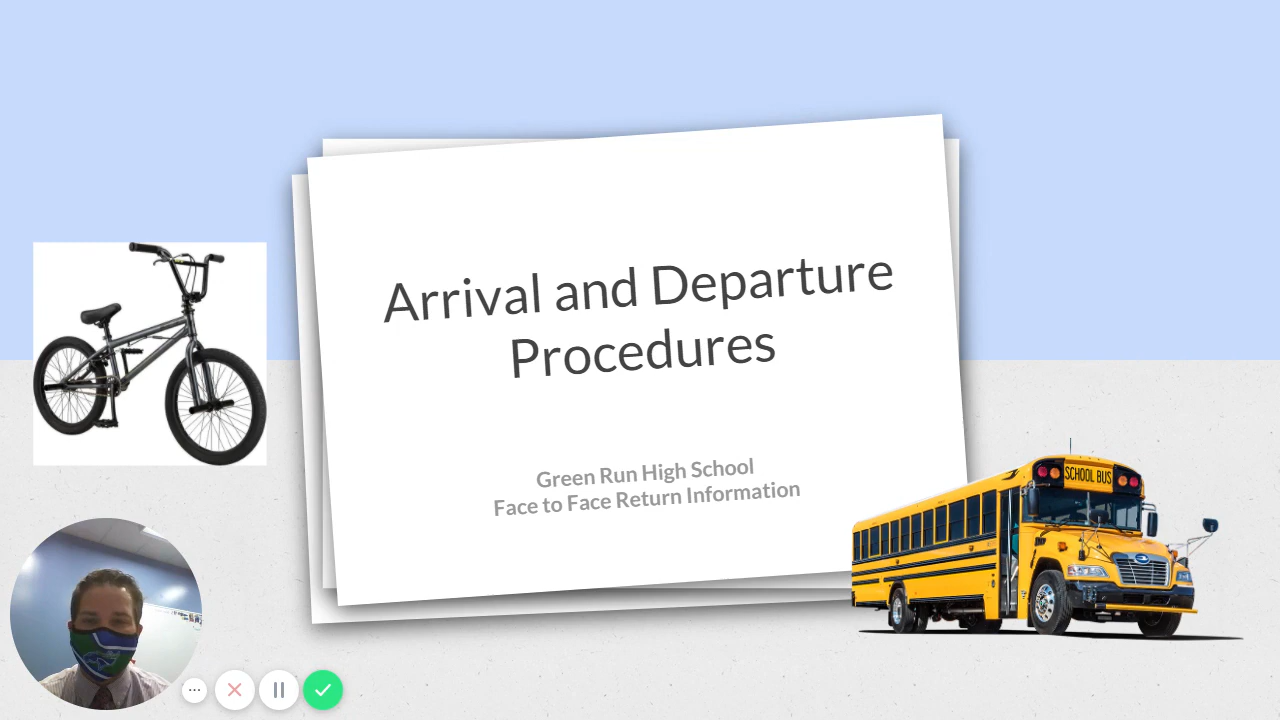 Arrival and Departure
Procedures
Green Run High School
Face to Face Return Information
SCHOOL BUS